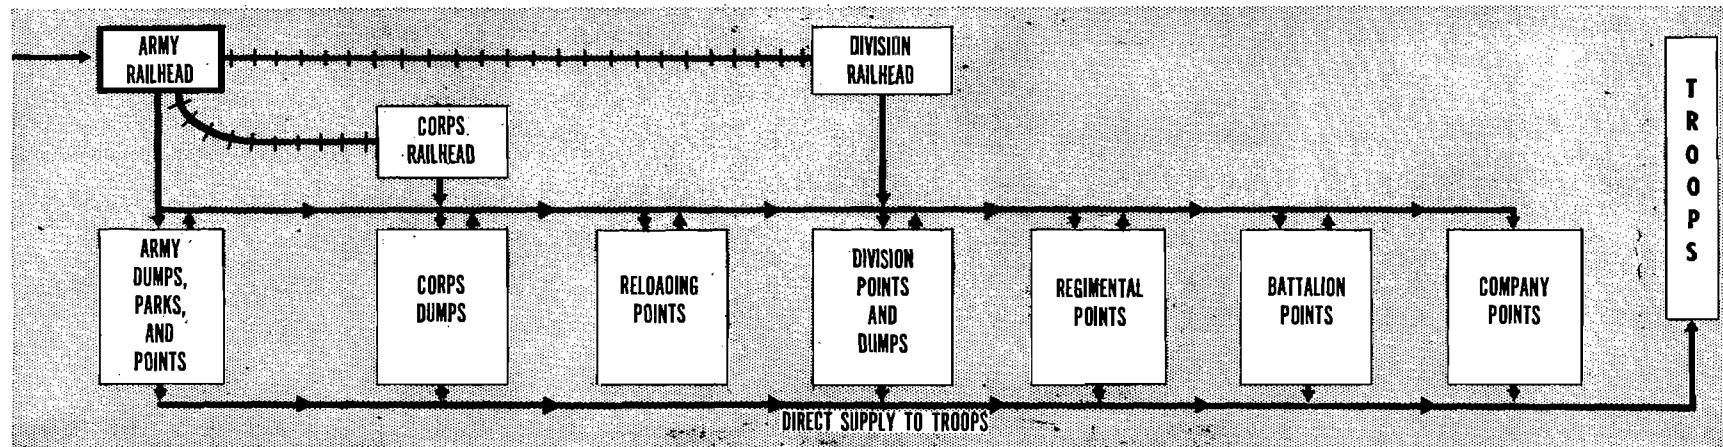 ARMY
RAILHEAD
DIVISION
RAILHEAD
CORPS
RAILHEAD
ARMY
DUMPS,
PARKS,
AND
POINTS
CORPS
DUMPS
RELOADING
POINTS
DIVISION
POINTS
AND
DUMPS
REGIMENTAL
POINTS
BATTALION
POINTS
COMPANY
POINTS
TROOPS
DIRECT SUPPLY TO TROOPS